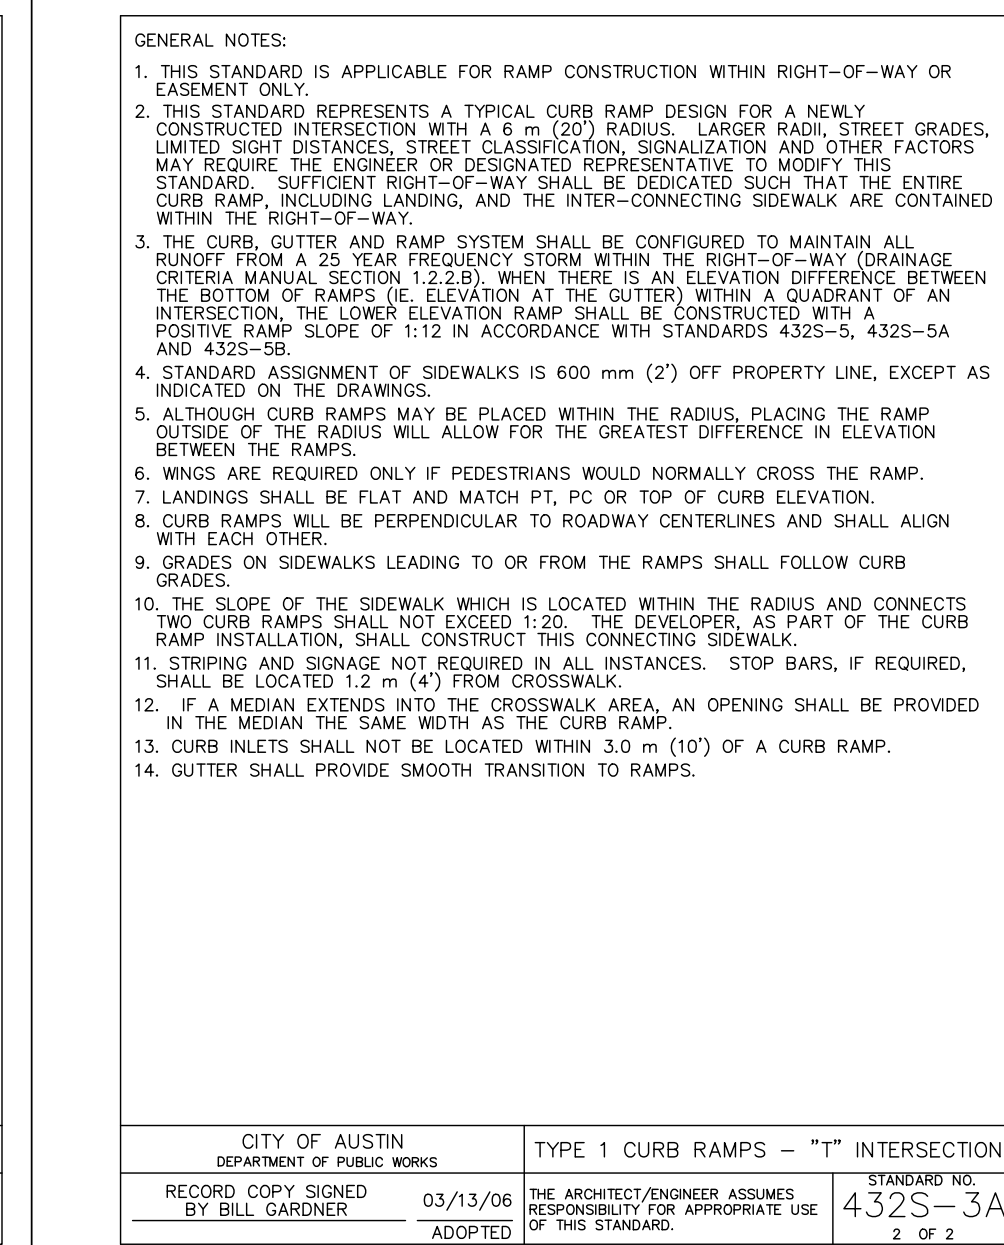 GENERAL NOTES:
1. THIS STANDARD IS APPLICABLE FOR RAMP CONSTRUCTION WITHIN RIGHT-OF-WAY OR
EASEMENT ONLY.
2. THIS STANDARD REPRESENTS A TYPICAL CURB RAMP DESIGN FOR A NEWLY
CONSTRUCTED INTERSECTION WITH A 6 m (20') RADIUS. LARGER RADII, STREET GRADES,
LIMITED SIGHT DISTANCES, STREET CLASSIFICATION, SIGNALIZATION AND OTHER FACTORS
MAY REQUIRE THE ENGINEER OR DESIGNATED REPRESENTATIVE TO MODIFY THIS
STANDARD. SUFFICIENT RIGHT-OF-WAY SHALL BE DEDICATED SUCH THAT THE ENTIRE
CURB RAMP, INCLUDING LANDING, AND THE INTER-CONNECTING SIDEWALK ARE CONTAINED
WITHIN THE RIGHT-OF-WAY.
3. THE CURB, GUTTER AND RAMP SYSTEM SHALL BE CONFIGURED TO MAINTAIN ALL
RUNOFF FROM A 25 YEAR FREQUENCY STORM WITHIN THE RIGHT-OF-WAY (DRAINAGE
CRITERIA MANUAL SECTION 1.2.2.B). WHEN THERE IS AN ELEVATION DIFFERENCE BETWEEN
THE BOTTOM OF RAMPS (IE. ELEVATION AT THE GUTTER) WITHIN A QUADRANT OF AN
INTERSECTION, THE LOWER ELEVATION RAMP SHALL BE CONSTRUCTED WITH A
POSITIVE RAMP SLOPE OF 1:12 IN ACCORDANCE WITH STANDARDS 432S-5, 432S-5A
AND 432S-5B.
4. STANDARD ASSIGNMENT OF SIDEWALKS IS 600 mm (2') OFF PROPERTY LINE, EXCEPT AS
INDICATED ON THE DRAWINGS.
5. ALTHOUGH CURB RAMPS MAY BE PLACED WITHIN THE RADIUS, PLACING THE RAMP
OUTSIDE OF THE RADIUS WILL ALLOW FOR THE GREATEST DIFFERENCE IN ELEVATION
BETWEEN THE RAMPS.
6. WINGS ARE REQUIRED ONLY IF PEDESTRIANS WOULD NORMALLY CROSS THE RAMP.
7. LANDINGS SHALL BE FLAT AND MATCH PT, PC OR TOP OF CURB ELEVATION.
8. CURB RAMPS WILL BE PERPENDICULAR TO ROADWAY CENTERLINES AND SHALL ALIGN
WITH EACH OTHER.
9. GRADES ON SIDEWALKS LEADING TO OR FROM THE RAMPS SHALL FOLLOW CURB
GRADES.
10. THE SLOPE OF THE SIDEWALK WHICH IS LOCATED WITHIN THE RADIUS AND CONNECTS
TWO CURB RAMPS SHALL NOT EXCEED 1:20. THE DEVELOPER, AS PART OF THE CURB
RAMP INSTALLATION, SHALL CONSTRUCT THIS CONNECTING SIDEWALK.
11. STRIPING AND SIGNAGE NOT REQUIRED IN ALL INSTANCES. STOP BARS, IF REQUIRED,
SHALL BE LOCATED 1.2 m (4') FROM CROSSWALK.
12. IF A MEDIAN EXTENDS INTO THE CROSSWALK AREA, AN OPENING SHALL BE PROVIDED
IN THE MEDIAN THE SAME WIDTH AS THE CURB RAMP.
13. CURB INLETS SHALL NOT BE LOCATED WITHIN 3.0 m (10') OF A CURB RAMP.
14. GUTTER SHALL PROVIDE SMOOTH TRANSITION TO RAMPS.
CITY OF AUSTIN
DEPARTMENT OF PUBLIC WORKS
TYPE 1 CURB RAMPS – "T" INTERSECTION
RECORD COPY SIGNED
BY BILL GARDNER
03/13/06
ADOPTED
THE ARCHITECT/ENGINEER ASSUMES
RESPONSIBILITY FOR APPROPRIATE USE
OF THIS STANDARD.
STANDARD NO.
432S-3A
2 OF 2